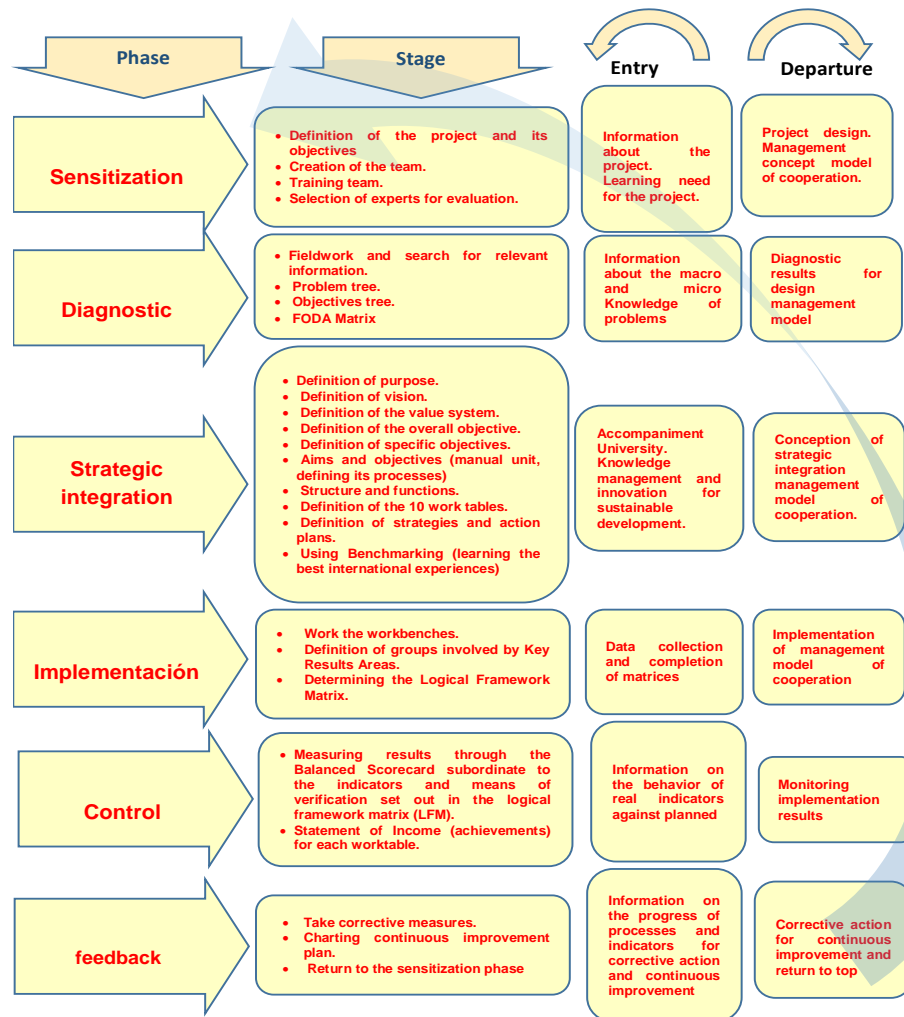 Phase
Stage
Entry
Departure
Sensitization
• Definition of the project and its
objectives
• Creation of the team.
• Training team.
• Selection of experts for evaluation.
Information
about the
project.
Learning need
for the project.
Project design.
Management
concept model
of cooperation.
Diagnostic
• Fieldwork and search for relevant
information.
• Problem tree.
• Objectives tree.
• FODA Matrix
Information
about the macro
and micro
Knowledge of
problems
Diagnostic
results for
design
management
model
Strategic
integration
• Definition of purpose.
• Definition of vision.
• Definition of the value system.
• Definition of the overall objective.
• Definition of specific objectives.
• Aims and objectives (manual unit,
defining its processes)
• Structure and functions.
• Definition of the 10 work tables.
• Definition of strategies and action
plans.
• Using Benchmarking (learning the
best international experiences)
Accompaniment
University.
Knowledge
management and
innovation for
sustainable
development.
Conception of
strategic
integration
management
model of
cooperation.
Implementación
• Work the workbenches.
• Definition of groups involved by Key
Results Areas.
• Determining the Logical Framework
Matrix.
Data collection
and completion
of matrices
Implementation
of management
model of
cooperation
Control
• Measuring results through the
Balanced Scorecard subordinate to
the indicators and means of
verification set out in the logical
framework matrix (LFM).
• Statement of Income (achievements)
for each worktable.
Information on
the behavior of
real indicators
against planned
Monitoring
implementation
results
feedback
• Take corrective measures.
• Charting continuous improvement
plan.
• Return to the sensitization phase
Information on
the progress of
processes and
indicators for
corrective action
and continuous
improvement
Corrective action
for continuous
improvement and
return to top